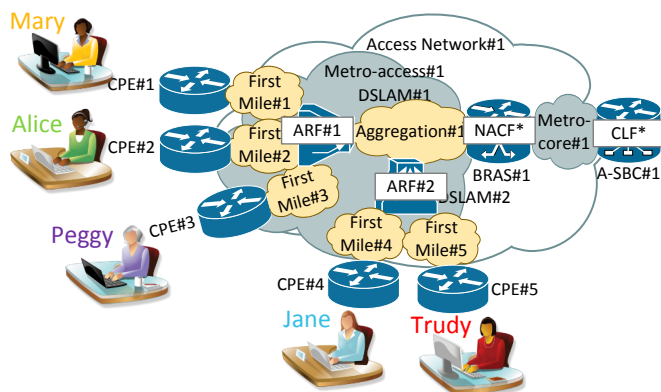 Mary
Access Network#1
CPE#1
First
Mile#1
Metro-access#1
DSLAM#1
Alice
CPE#2
First
Mile#2
ARF#1
Aggregation#1
NACF*
Metro-
core#1
CLF*
BRAS#1
A-SBC#1
First
Mile#3
ARF#2
DSLAM#2
Peggy
CPE#3
First
Mile#4
First
Mile#5
CPE#4
CPE#5
Jane
Trudy